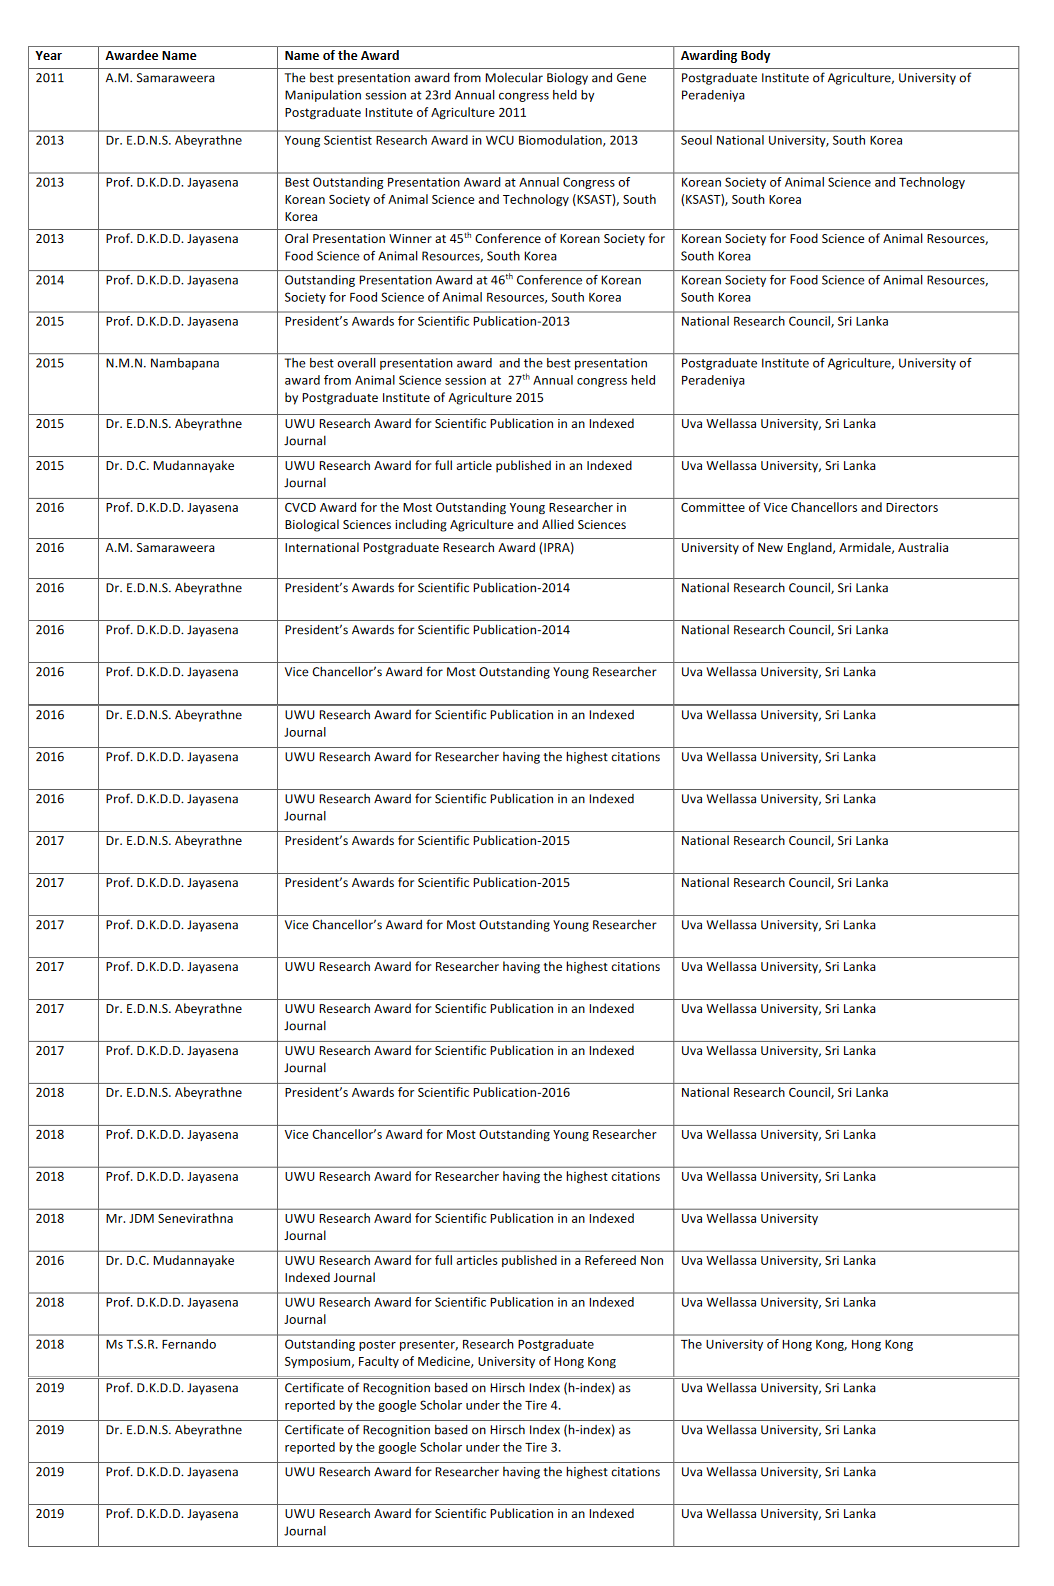 Year Awardee Name Name of the Award Awarding Body
2011 A.M. Samaraweera The best presentation award from Molecular Biology and Gene Postgraduate Institute of Agriculture, University of
Manipulation session at 23rd Annual congress held by Peradeniya
Postgraduate Institute of Agriculture 2011
2013 Dr. E.D.N.S. Abeyrathne Young Scientist Research Award in WCU Biomodulation, 2013 Seoul National University, South Korea
2013 Prof. D.K.D.D. Jayasena Best Outstanding Presentation Award at Annual Congress of Korean Society of Animal Science and Technology
Korean Society of Animal Science and Technology (KSAST), South (KSAST), South Korea
Korea
2013 Prof. D.K.D.D. Jayasena Oral Presentation Winner at 45th Conference of Korean Society for Korean Society for Food Science of Animal Resources,
Food Science of Animal Resources, South Korea South Korea
2014 Prof. D.K.D.D. Jayasena Outstanding Presentation Award at 46th Conference of Korean Korean Society for Food Science of Animal Resources,
Society for Food Science of Animal Resources, South Korea South Korea
2015 Prof. D.K.D.D. Jayasena President's Awards for Scientific Publication-2013 National Research Council, Sri Lanka
2015 N.M.N. Nambapana The best overall presentation award and the best presentation Postgraduate Institute of Agriculture, University of
award from Animal Science session at 27th Annual congress held Peradeniya
by Postgraduate Institute of Agriculture 2015
2015 Dr. E.D.N.S. Abeyrathne UWU Research Award for Scientific Publication in an Indexed Uva Wellassa University, Sri Lanka
Journal
2015 Dr. D.C. Mudannayake UWU Research Award for full article published in an Indexed Uva Wellassa University, Sri Lanka
Journal
2016 Prof. D.K.D.D. Jayasena CVCD Award for the Most Outstanding Young Researcher in Committee of Vice Chancellors and Directors
Biological Sciences including Agriculture and Allied Sciences
2016 A.M. Samaraweera International Postgraduate Research Award (IPRA) University of New England, Armidale, Australia
2016 Dr. E.D.N.S. Abeyrathne President's Awards for Scientific Publication-2014 National Research Council, Sri Lanka
2016 Prof. D.K.D.D. Jayasena President's Awards for Scientific Publication-2014 National Research Council, Sri Lanka
2016 Prof. D.K.D.D. Jayasena Vice Chancellor's Award for Most Outstanding Young Researcher Uva Wellassa University, Sri Lanka
2016 Dr. E.D.N.S. Abeyrathne UWU Research Award for Scientific Publication in an Indexed Uva Wellassa University, Sri Lanka
Journal
2016 Prof. D.K.D.D. Jayasena UWU Research Award for Researcher having the highest citations Uva Wellassa University, Sri Lanka
2016 Prof. D.K.D.D. Jayasena UWU Research Award for Scientific Publication in an Indexed Uva Wellassa University, Sri Lanka
Journal
2017 Dr. E.D.N.S. Abeyrathne President's Awards for Scientific Publication-2015 National Research Council, Sri Lanka
2017 Prof. D.K.D.D. Jayasena President's Awards for Scientific Publication-2015 National Research Council, Sri Lanka
2017 Prof. D.K.D.D. Jayasena Vice Chancellor's Award for Most Outstanding Young Researcher Uva Wellassa University, Sri Lanka
2017 Prof. D.K.D.D. Jayasena UWU Research Award for Researcher having the highest citations Uva Wellassa University, Sri Lanka
2017 Dr. E.D.N.S. Abeyrathne UWU Research Award for Scientific Publication in an Indexed Uva Wellassa University, Sri Lanka
Journal
2017 Prof. D.K.D.D. Jayasena UWU Research Award for Scientific Publication in an Indexed Uva Wellassa University, Sri Lanka
Journal
2018 Dr. E.D.N.S. Abeyrathne President's Awards for Scientific Publication-2016 National Research Council, Sri Lanka
2018 Prof. D.K.D.D. Jayasena Vice Chancellor's Award for Most Outstanding Young Researcher Uva Wellassa University, Sri Lanka
2018 Prof. D.K.D.D. Jayasena UWU Research Award for Researcher having the highest citations Uva Wellassa University, Sri Lanka
2018 Mr. JDM Senevirathna UWU Research Award for Scientific Publication in an Indexed Uva Wellassa University
Journal
2016 Dr. D.C. Mudannayake UWU Research Award for full articles published in a Refereed Non Uva Wellassa University, Sri Lanka
Indexed Journal
2018 Prof. D.K.D.D. Jayasena UWU Research Award for Scientific Publication in an Indexed Uva Wellassa University, Sri Lanka
Journal
2018 Ms T.S.R. Fernando Outstanding poster presenter, Research Postgraduate The University of Hong Kong, Hong Kong
Symposium, Faculty of Medicine, University of Hong Kong
2019 Prof. D.K.D.D. Jayasena Certificate of Recognition based on Hirsch Index (h-index) as Uva Wellassa University, Sri Lanka
reported by the google Scholar under the Tire 4.
2019 Dr. E.D.N.S. Abeyrathne Certificate of Recognition based on Hirsch Index (h-index) as Uva Wellassa University, Sri Lanka
reported by the google Scholar under the Tire 3.
2019 Prof. D.K.D.D. Jayasena UWU Research Award for Researcher having the highest citations Uva Wellassa University, Sri Lanka
2019 Prof. D.K.D.D. Jayasena UWU Research Award for Scientific Publication in an Indexed Uva Wellassa University, Sri Lanka
Journal